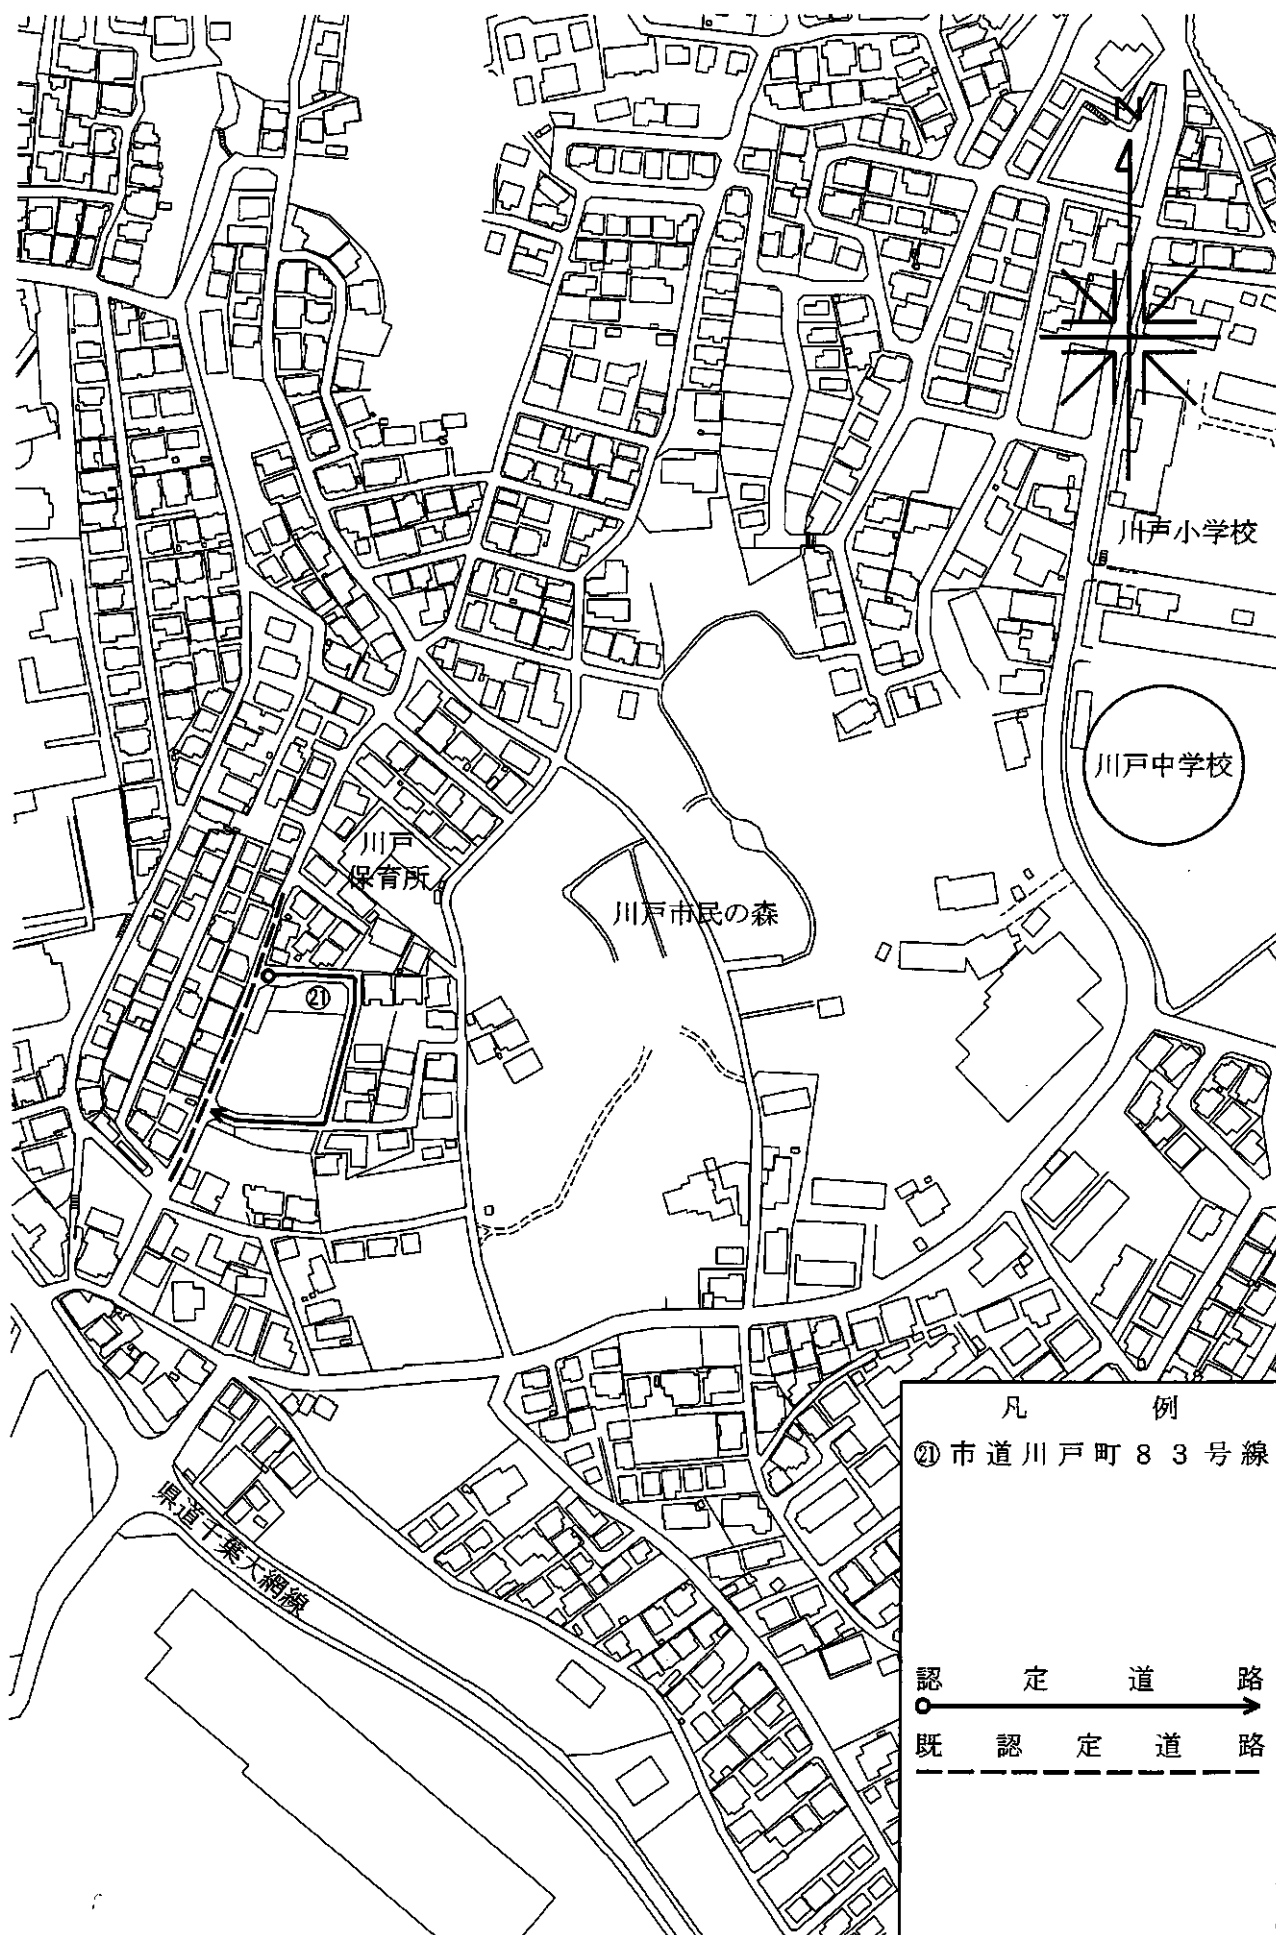 N
川戸小学校
川戸中学校
川戸
保育所
川戸市民の森
㉑
県道千葉大網線
凡 例
㉑市道川戸町８３号線
認定道路
既認定道路